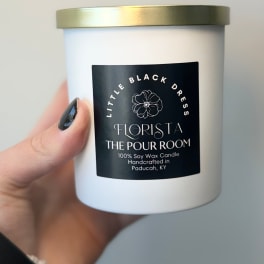 LITTLE BLACK DRESS
FLORISTA
THE POUR ROOM
100% Soy Wax Candle
Handcrafted in
Paducah, KY